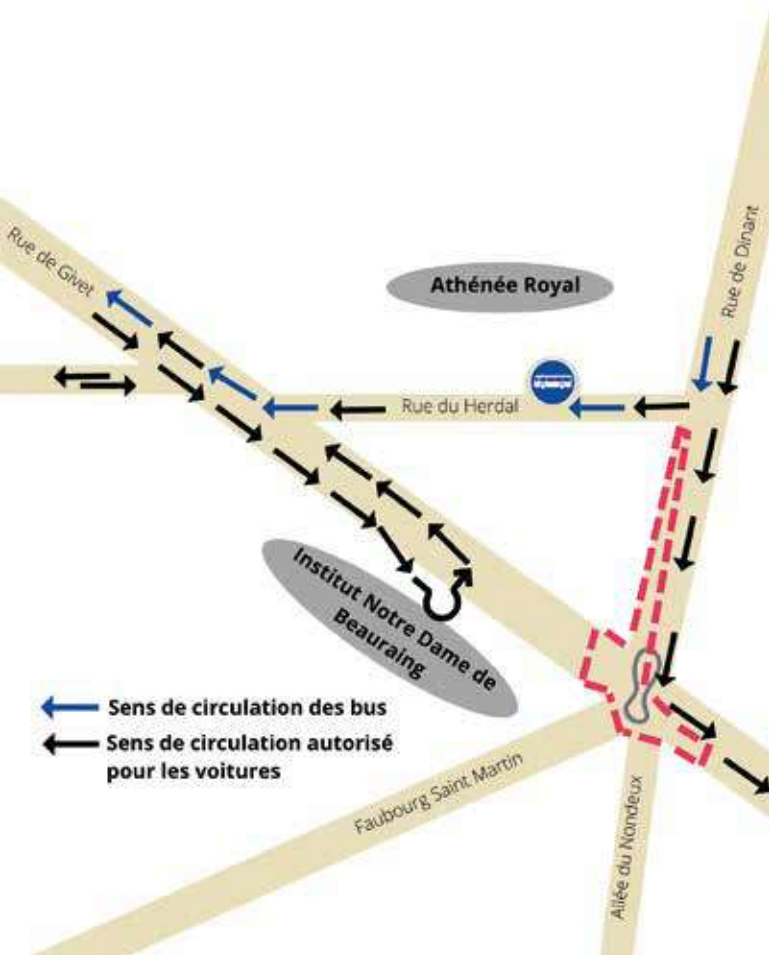 Rue de Givet
Rue de Dinant
Athénée Royal
Rue du Herdal
Institut Notre Dame de
Beauraing
Sens de circulation des bus
Sens de circulation autorisé
pour les voitures
Faubourg Saint Martin
Allée du Nondeux